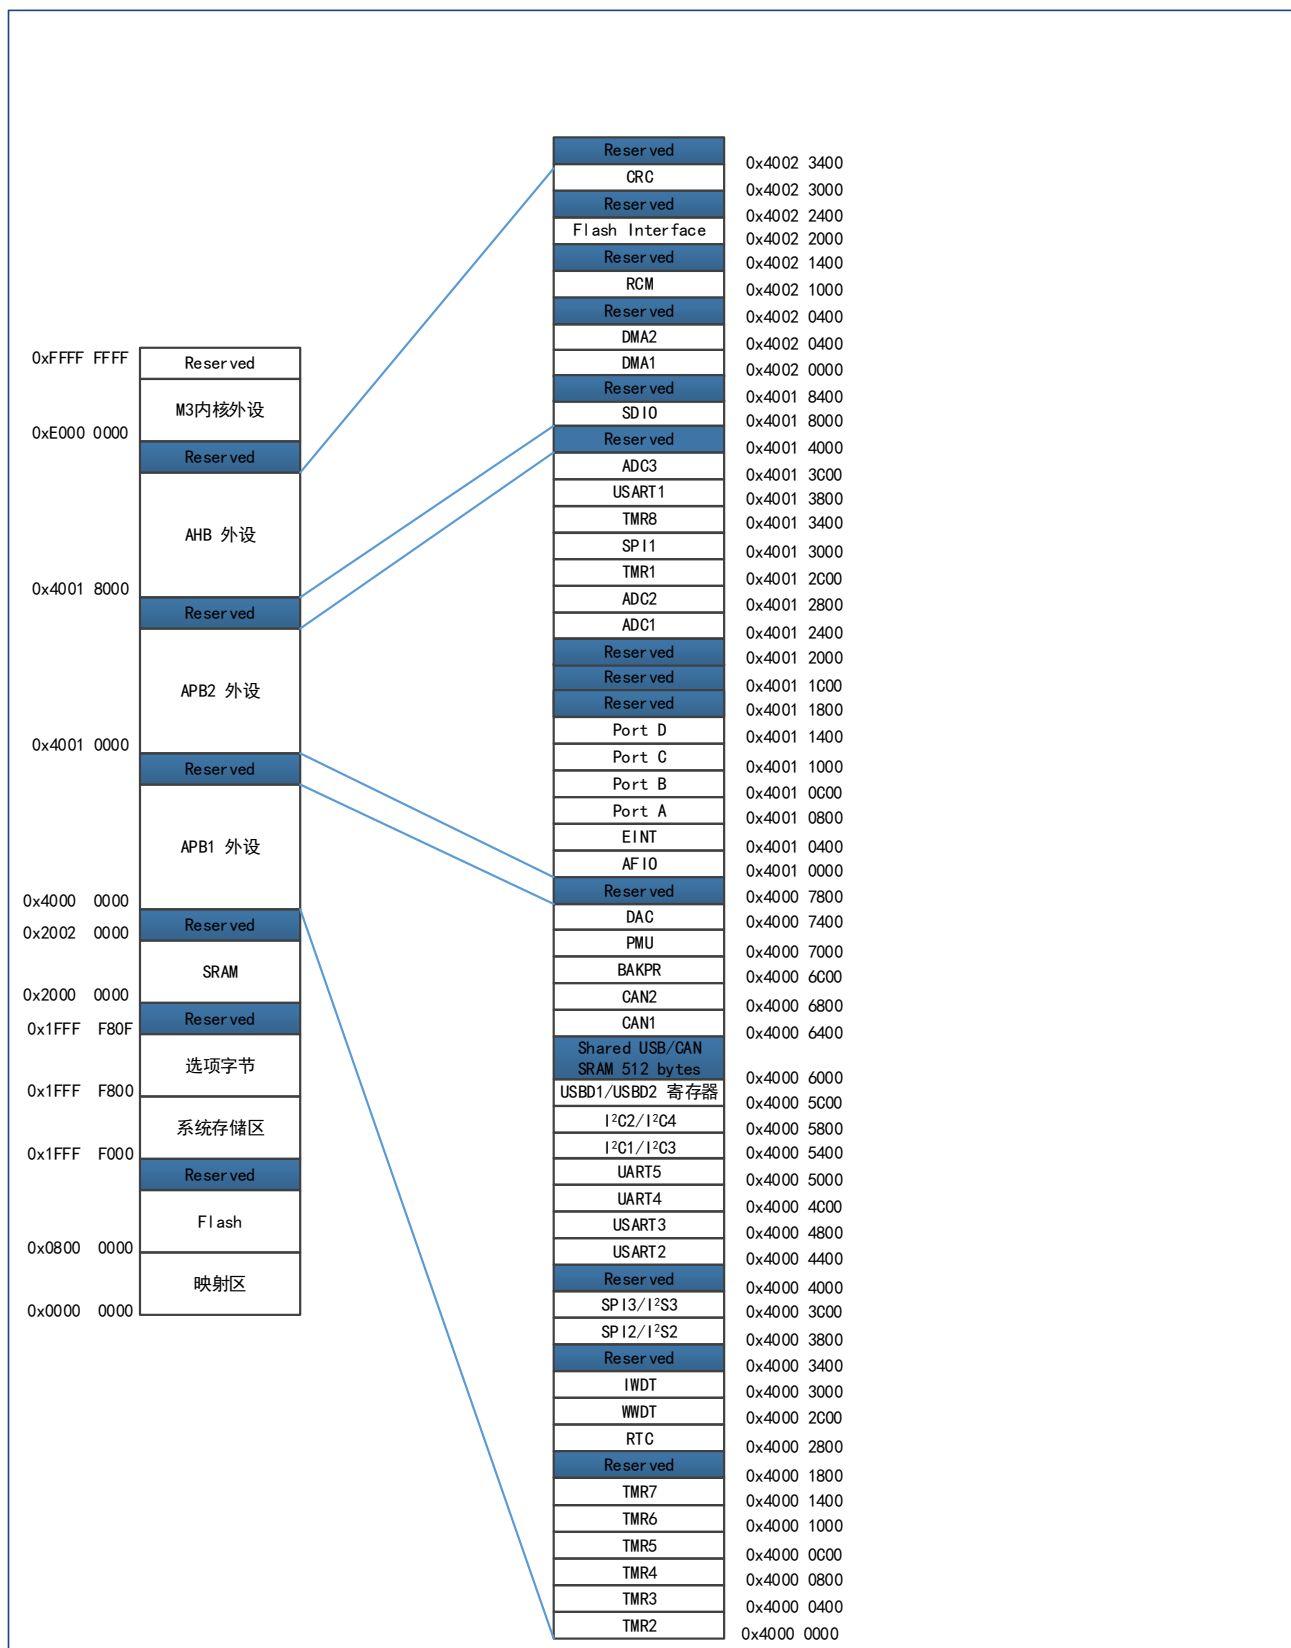 0xFFFF FFFF
Reserved
M3内核外设
0xE000 0000
Reserved
AHB 外设
0x4001 8000
Reserved
APB2 外设
0x4001 0000
Reserved
APB1 外设
0x4000 0000
Reserved
0x2002 0000
SRAM
0x2000 0000
Reserved
0x1FFF F80F
选项字节
0x1FFF F800
系统存储区
0x1FFF F000
Reserved
Flash
0x0800 0000
映射区
0x0000 0000
Reserved
0x4002 3400
CRC
0x4002 3000
Reserved
0x4002 2400
Flash Interface
0x4002 2000
Reserved
0x4002 1400
RCM
0x4002 1000
Reserved
0x4002 0400
DMA2
0x4002 0400
DMA1
0x4002 0000
Reserved
0x4001 8400
SDIO
0x4001 8000
Reserved
0x4001 4000
ADC3
0x4001 3C00
USART1
0x4001 3800
TMR8
0x4001 3400
SPI1
0x4001 3000
TMR1
0x4001 2C00
ADC2
0x4001 2800
ADC1
0x4001 2400
Reserved
0x4001 2000
Reserved
0x4001 1C00
Reserved
0x4001 1800
Port D
0x4001 1400
Port C
0x4001 1000
Port B
0x4001 0C00
Port A
0x4001 0800
EINT
0x4001 0400
AFIO
0x4001 0000
Reserved
0x4000 7800
DAC
0x4000 7400
PMU
0x4000 7000
BAKPR
0x4000 6C00
CAN2
0x4000 6800
CAN1
0x4000 6400
Shared USB/CAN
SRAM 512 bytes
0x4000 6000
USBD1/USBD2 寄存器
0x4000 5C00
I²C2/I²C4
0x4000 5800
I²C1/I²C3
0x4000 5400
UART5
0x4000 5000
UART4
0x4000 4C00
USART3
0x4000 4800
USART2
0x4000 4400
Reserved
0x4000 4000
SPI3/I²S3
0x4000 3C00
SPI2/I²S2
0x4000 3800
Reserved
0x4000 3400
IWDT
0x4000 3000
WWDT
0x4000 2C00
RTC
0x4000 2800
Reserved
0x4000 1800
TMR7
0x4000 1400
TMR6
0x4000 1000
TMR5
0x4000 0C00
TMR4
0x4000 0800
TMR3
0x4000 0400
TMR2
0x4000 0000